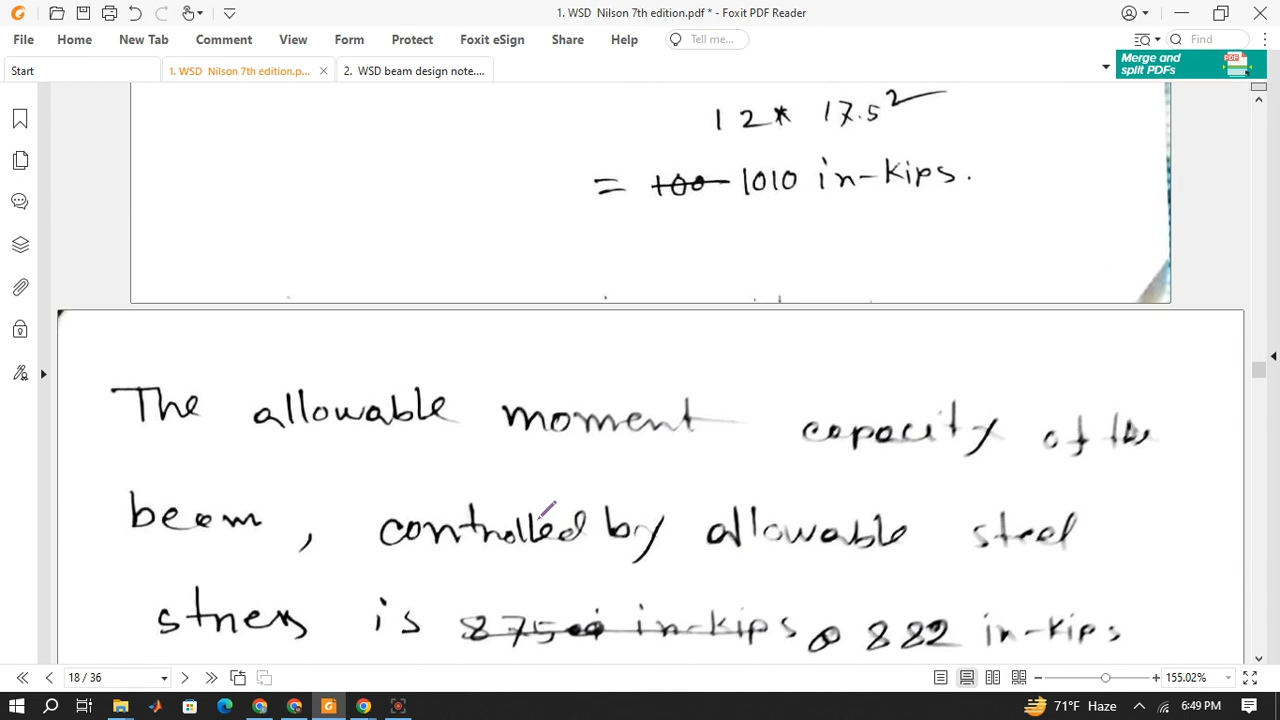 1. WSD Nilson 7th edition.pdf * - Foxit PDF Reader
File Home New Tab Comment View Form Protect Foxit eSign Share Help Tell me... Find
Start 1. WSD Nilson 7th edition.p... 2. WSD beam design note....
Merge and
split PDFs
PDF
12* 17.5²
= 1010 in-kips.
The allowable moment capacity of the
beam, controlled by allowable steel
stress is 875 in-kips 882 in-kips
18 / 36 155.02%
71°F Haze 6:49 PM